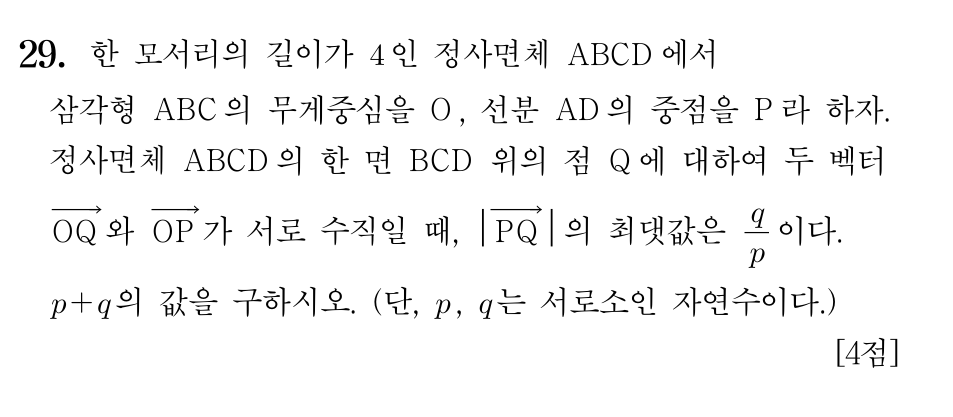 29. 한 모서리의 길이가 4인 정사면체 ABCD에서
삼각형 ABC의 무게중심을 O, 선분 AD의 중점을 P라 하자.
정사면체 ABCD의 한 면 BCD 위의 점 Q에 대하여 두 벡터
$\overrightarrow{OQ}$와 $\overrightarrow{OP}$가 서로 수직일 때, $|\overrightarrow{PQ}|$의 최댓값은 $\frac{q}{p}$이다.
p+q의 값을 구하시오. (단, p, q는 서로소인 자연수이다.)
[4점]